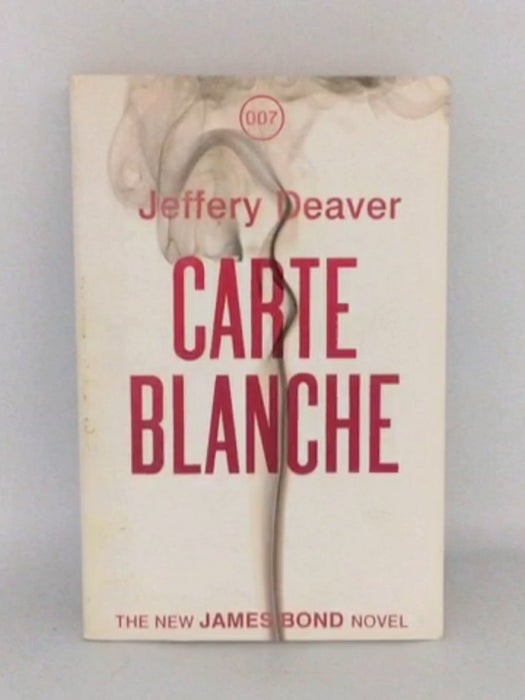 007
Jeffery Deaver
CARTE
BLANCHE
THE NEW JAMES BOND NOVEL